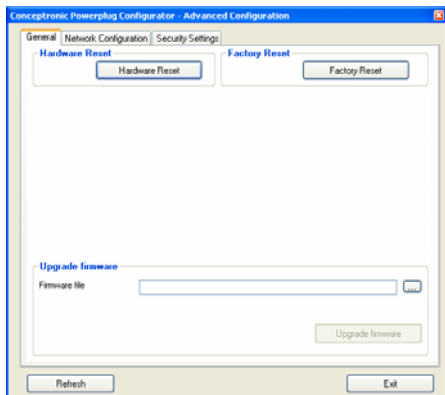 Conceptronic Powerplug Configurator - Advanced Configuration
General Network Configuration Security Settings
Hardware Reset Factory Reset
Hardware Reset Factory Reset
Upgrade firmware
Firmware file ...
Upgrade firmware
Refresh Exit